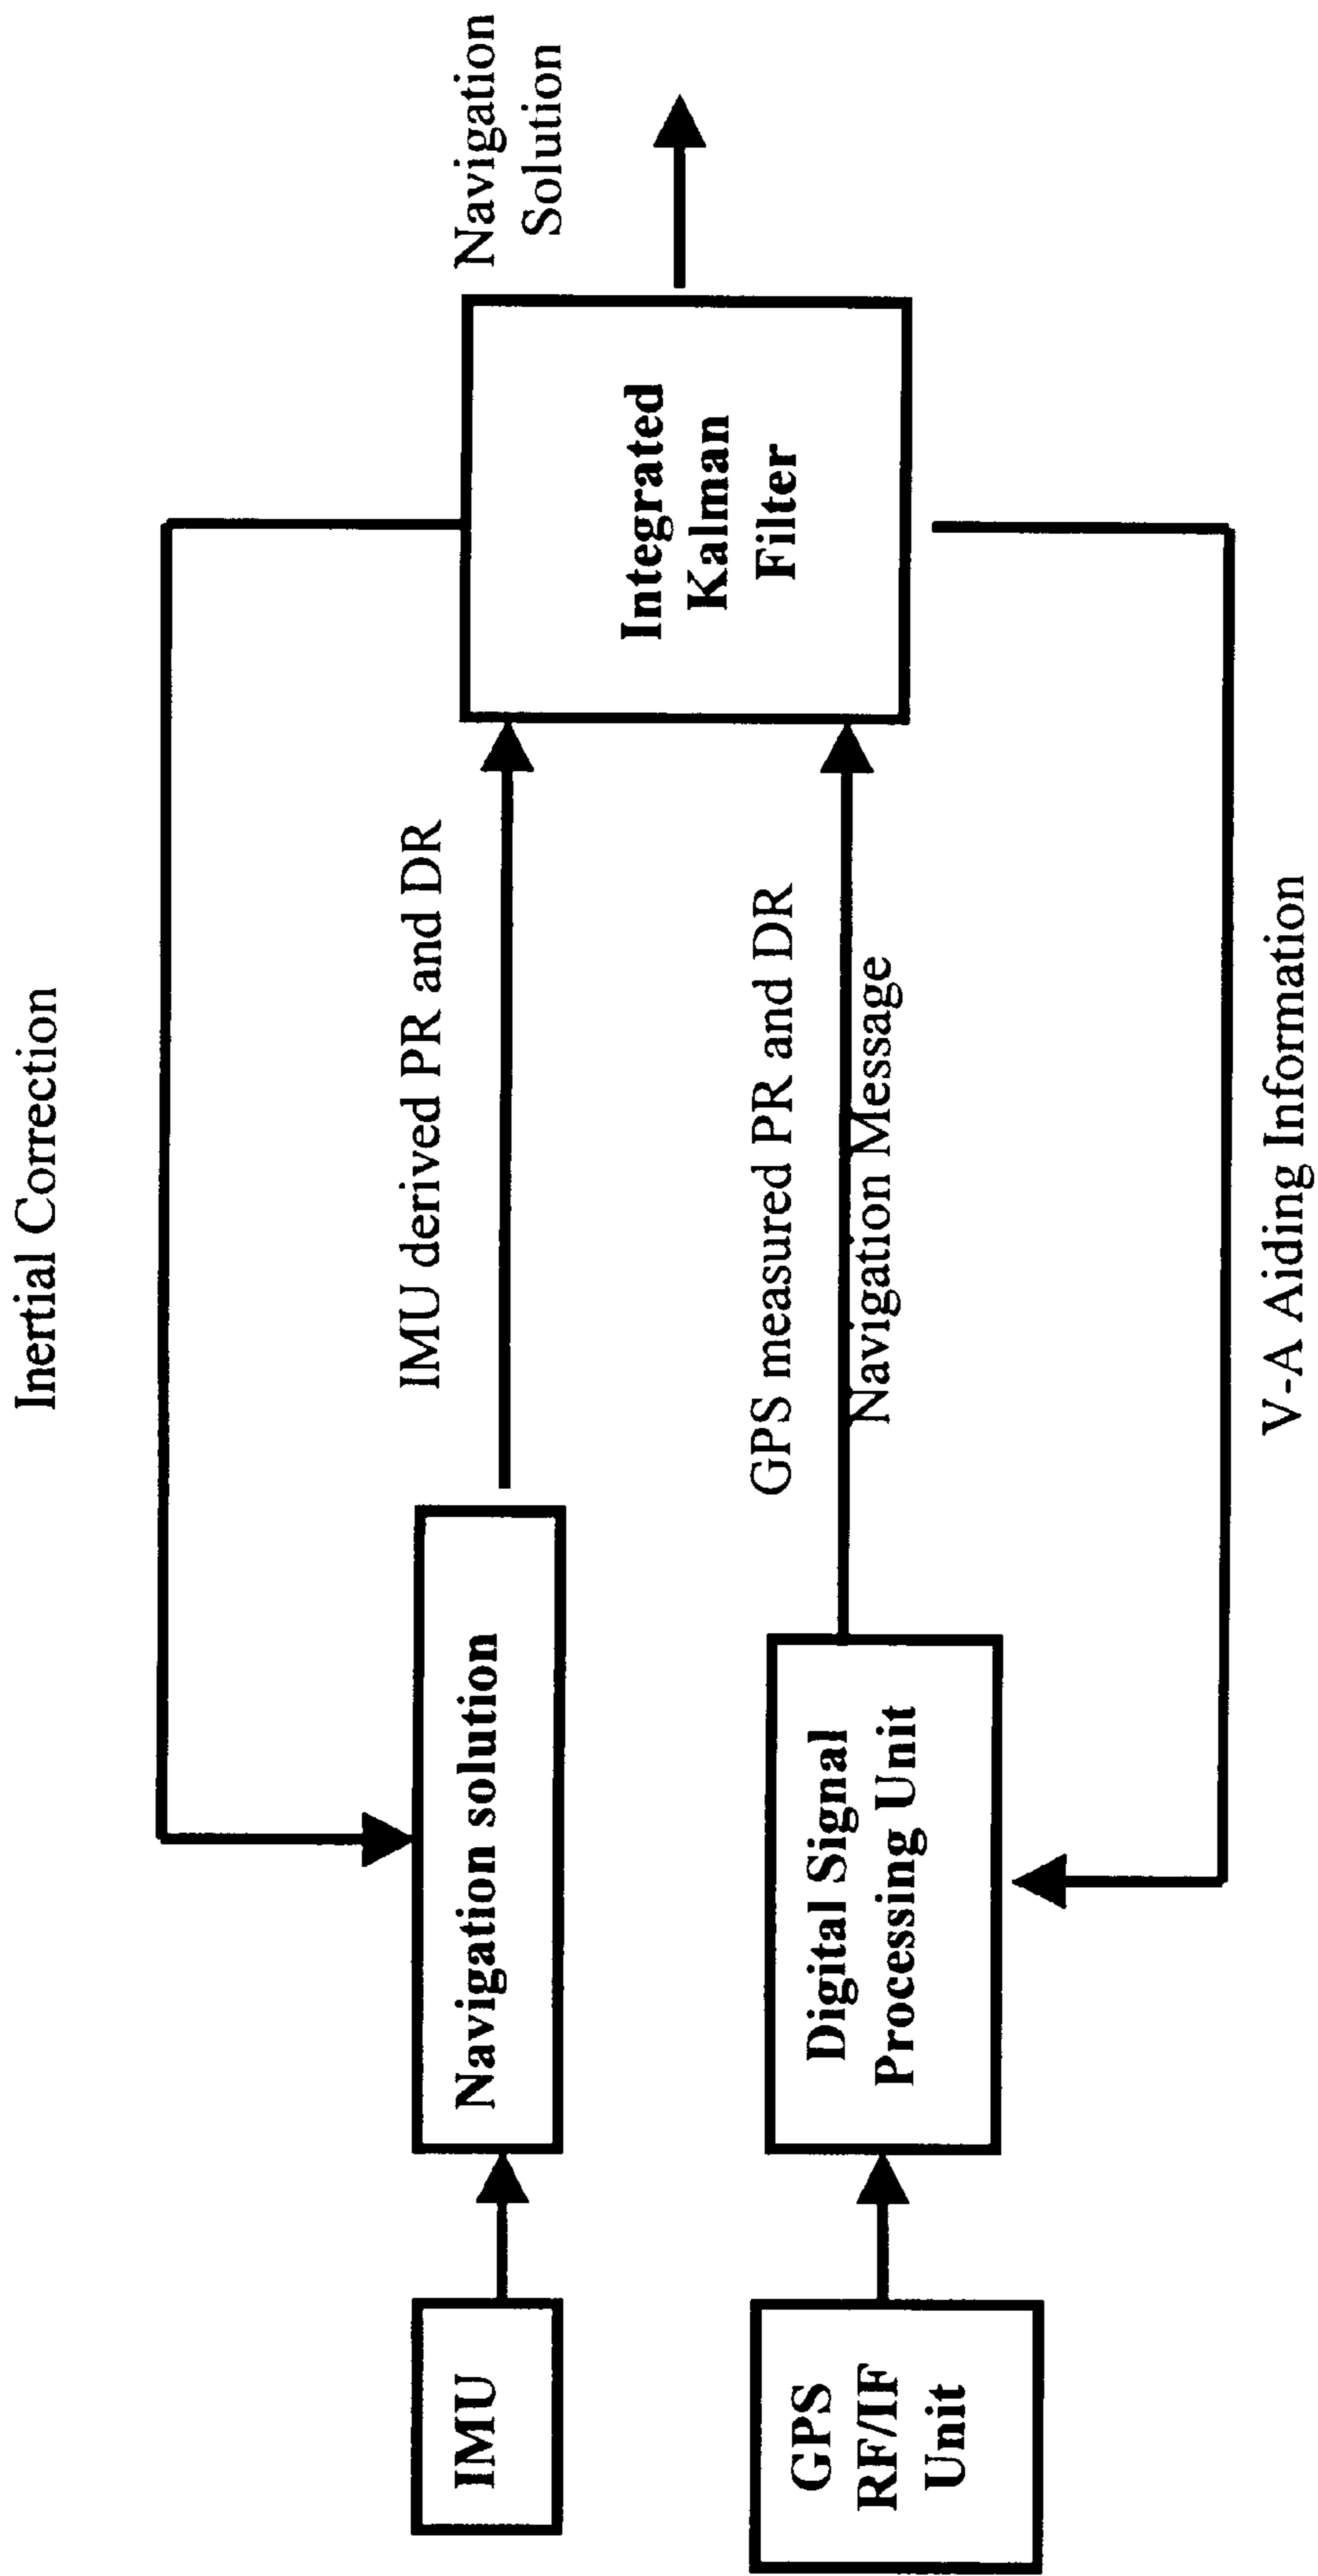 Inertial Correction
IMU
Navigation solution
IMU derived PR and DR
Navigation
Solution
Integrated
Kalman
Filter
GPS
RF/IF
Unit
Digital Signal
Processing Unit
GPS measured PR and DR
Navigation Message
V-A Aiding Information